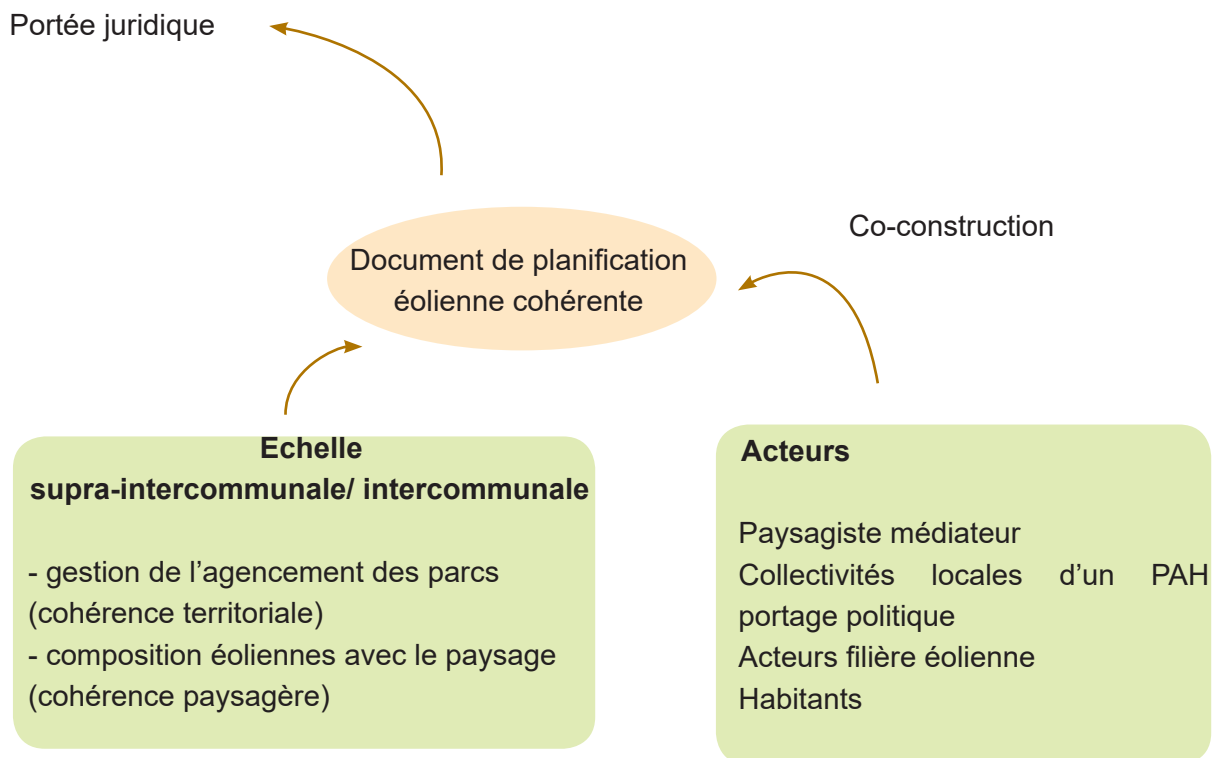 Portée juridique
Co-construction
Document de planification
éolienne cohérente
Echelle
supra-intercommunale/ intercommunale
- gestion de l’agencement des parcs
(cohérence territoriale)
- composition éoliennes avec le paysage
(cohérence paysagère)
Acteurs
Paysagiste médiateur
Collectivités locales d’un PAH
portage politique
Acteurs filière éolienne
Habitants